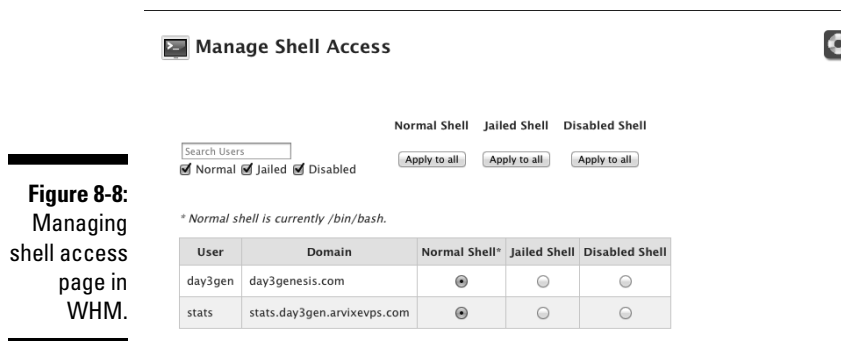 Manage Shell Access
Normal Shell Jailed Shell Disabled Shell
Search Users
Apply to all Apply to all Apply to all
Normal Jailed Disabled
* Normal shell is currently /bin/bash.
User Domain Normal Shell* Jailed Shell Disabled Shell
day3gen day3genesis.com
stats stats.day3gen.arvixevps.com
Figure 8-8:
Managing
shell access
page in
WHM.